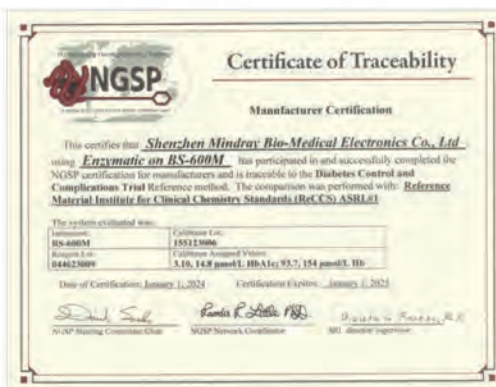 NGSP
Certificate of Traceability
Manufacturer Certification
This certifies that Shenzhen Mindray Bio-Medical Electronics Co., Ltd
using Enzymatic on BS-600M has participated in and successfully completed the
NGSP certification for manufacturers and is traceable to the Diabetes Control and
Complications Trial Reference method. The comparison was performed with: Reference
Material Institute for Clinical Chemistry Standards (ReCCS) ASRL#1
The system evaluated was:
Instrument: Calibrator Lot:
BS-600M 155123006
Reagent Lot: Calibrator Assigned Values:
044623009 3.10, 14.8 µmol/L HbA1c; 93.7, 154 µmol/L Hb
Date of Certification: January 1, 2024 Certification Expires: January 1, 2025
NGSP Steering Committee Chair NGSP Network Coordinator SRL director/supervisor